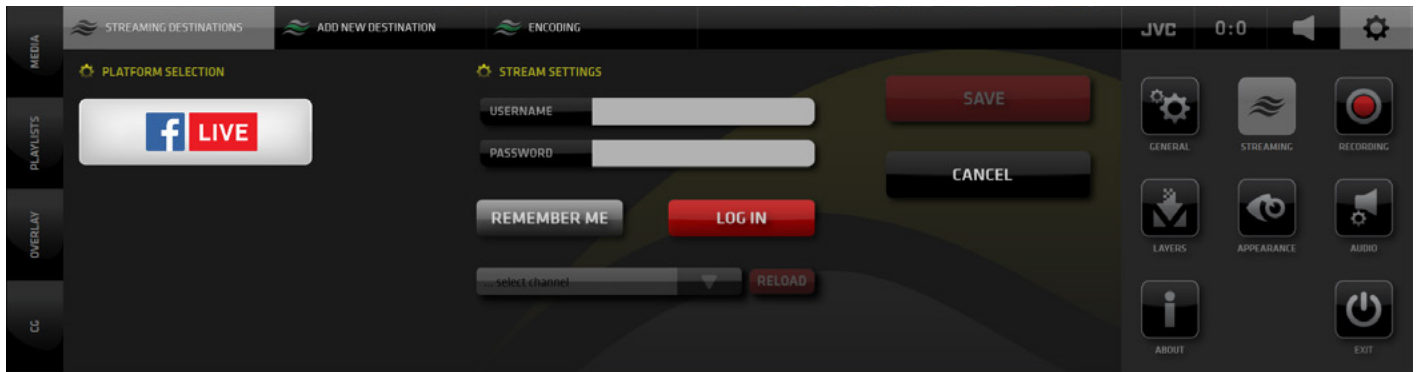 MEDIA
PLAYLISTS
OVERLAY
CG
STREAMING DESTINATIONS
ADD NEW DESTINATION
ENCODING
JVC
0:0
PLATFORM SELECTION
f LIVE
STREAM SETTINGS
USERNAME
PASSWORD
REMEMBER ME
LOG IN
... select channel
RELOAD
SAVE
CANCEL
GENERAL
STREAMING
RECORDING
LAYERS
APPEARANCE
AUDIO
i
ABOUT
EXIT